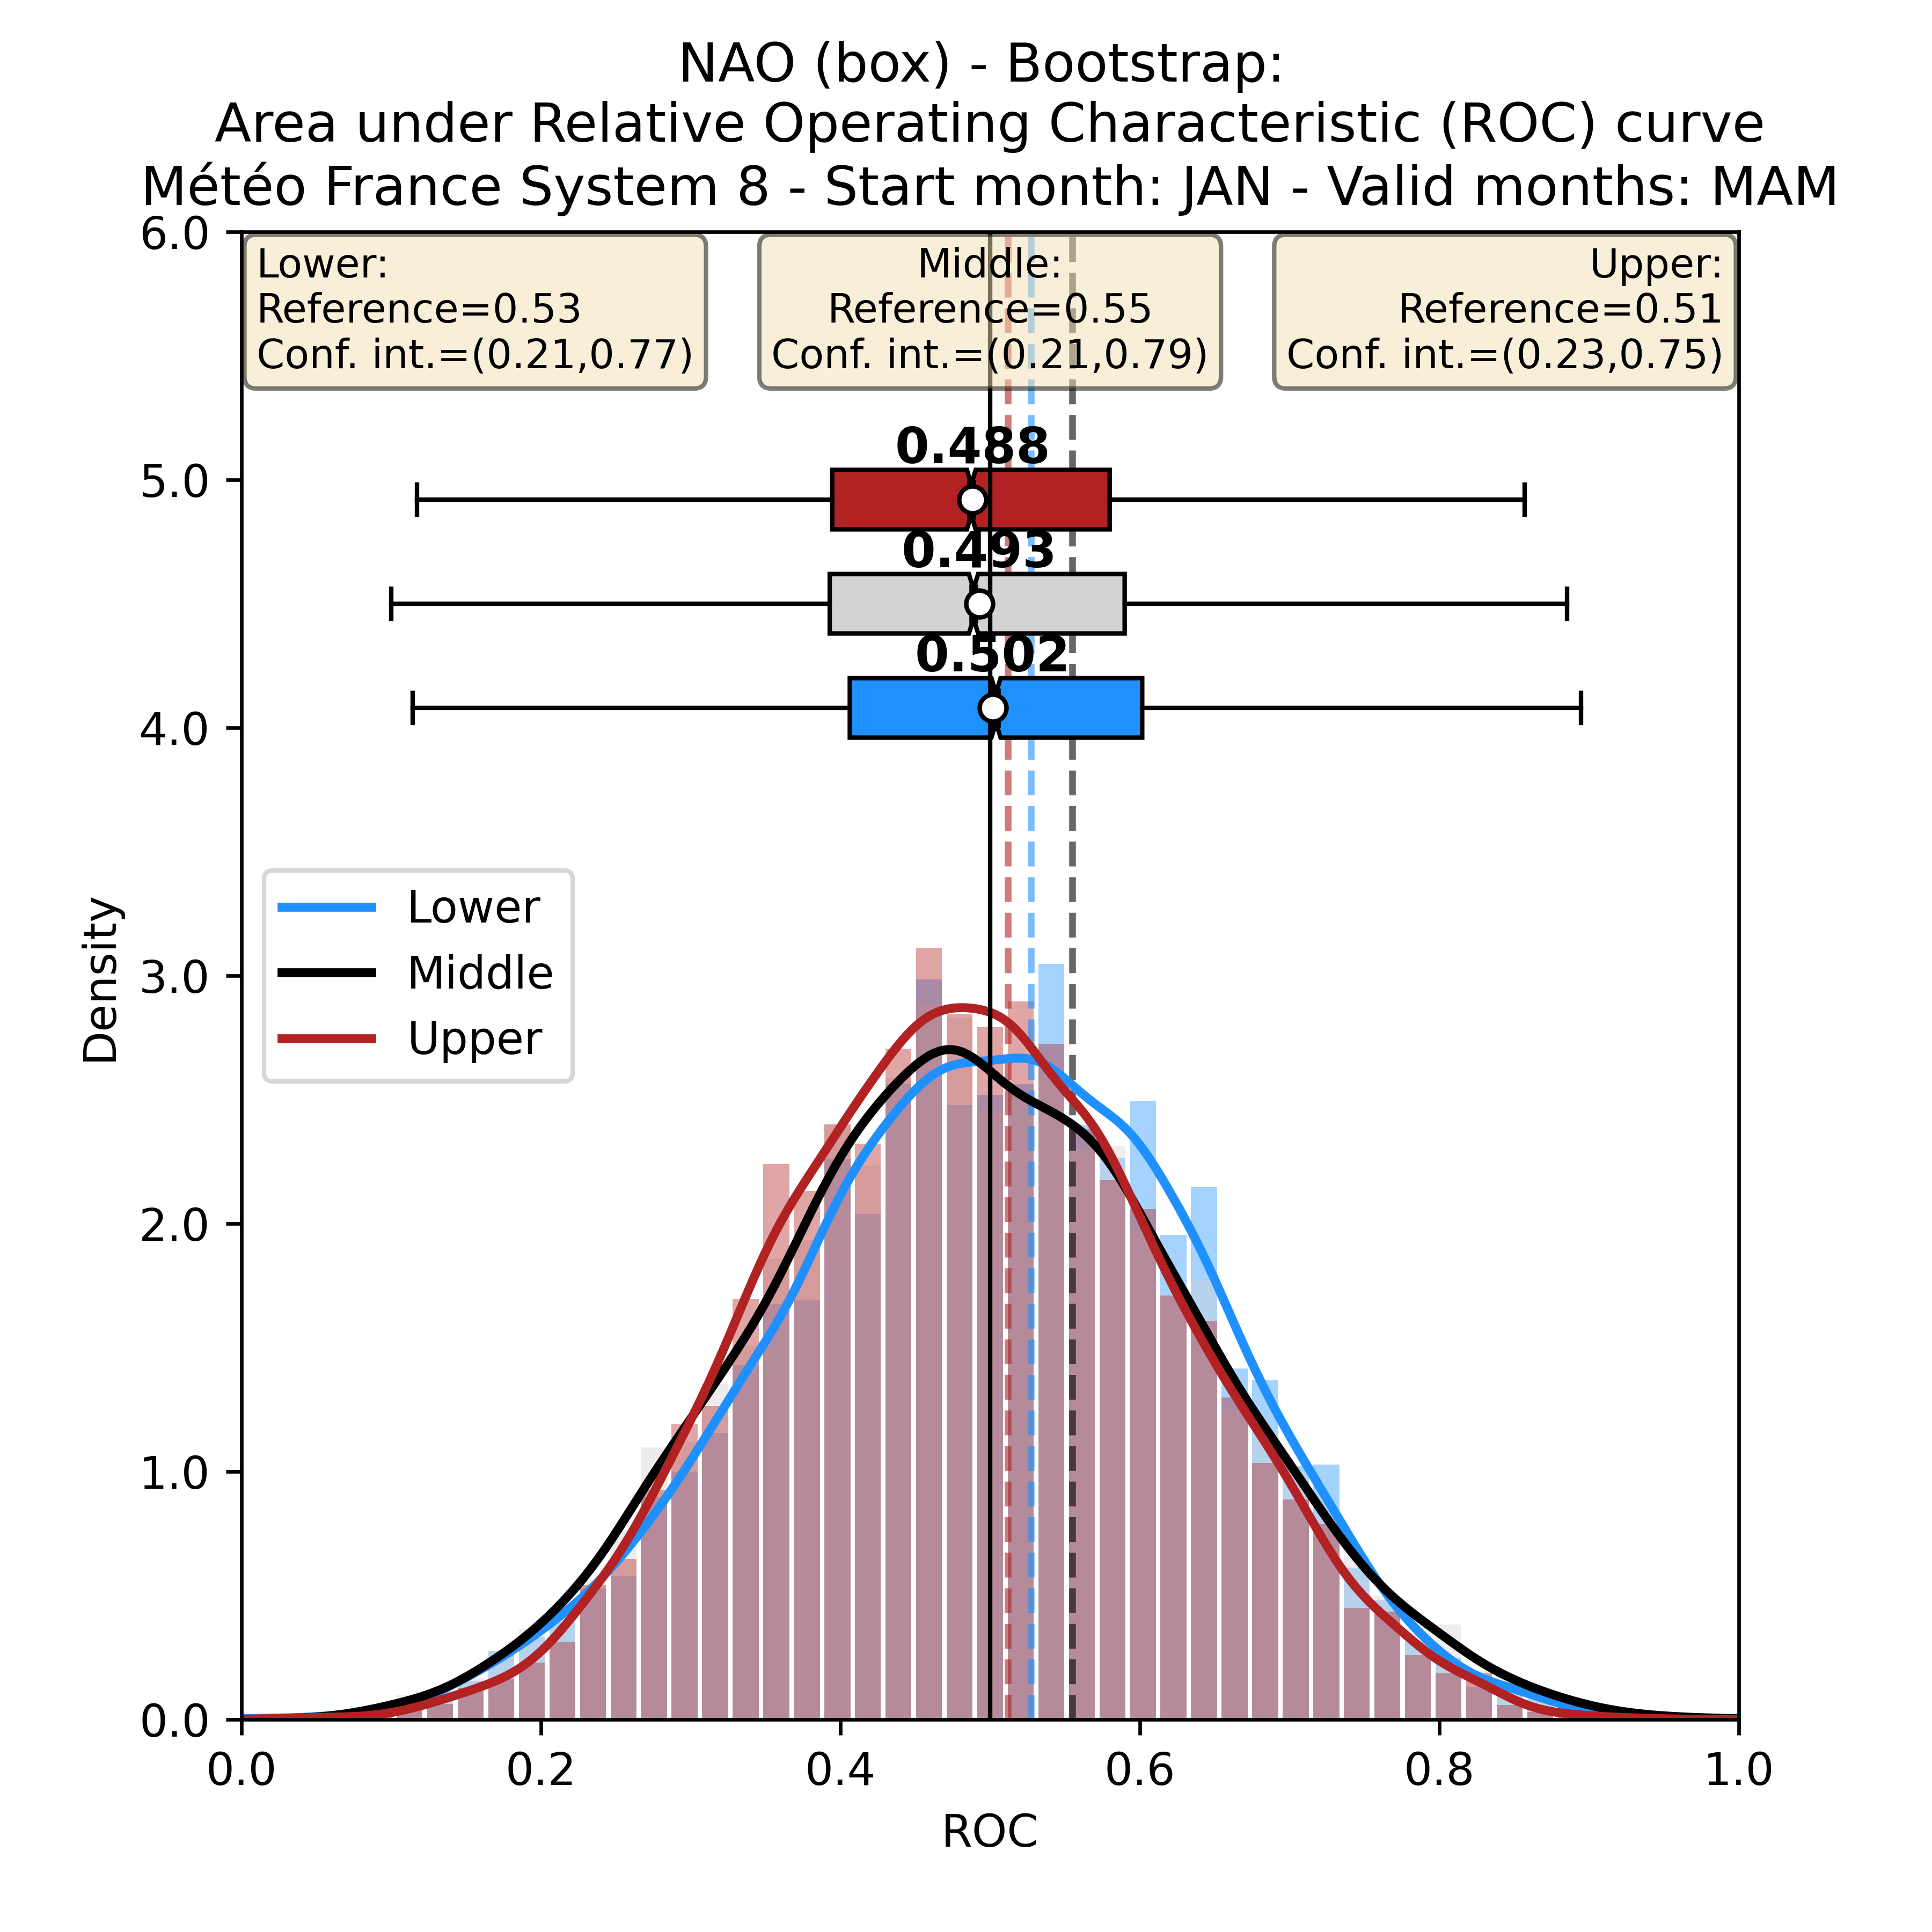 NAO (box) - Bootstrap:
Area under Relative Operating Characteristic (ROC) curve
Météo France System 8 - Start month: JAN - Valid months: MAM
Lower:
Reference=0.53
Conf. int.=(0.21,0.77)
Middle:
Reference=0.55
Conf. int.=(0.21,0.79)
Upper:
Reference=0.51
Conf. int.=(0.23,0.75)
0.488
0.493
0.502
Lower
Middle
Upper
Density
6.0
5.0
4.0
3.0
2.0
1.0
0.0
0.0 0.2 0.4 0.6 0.8 1.0
ROC